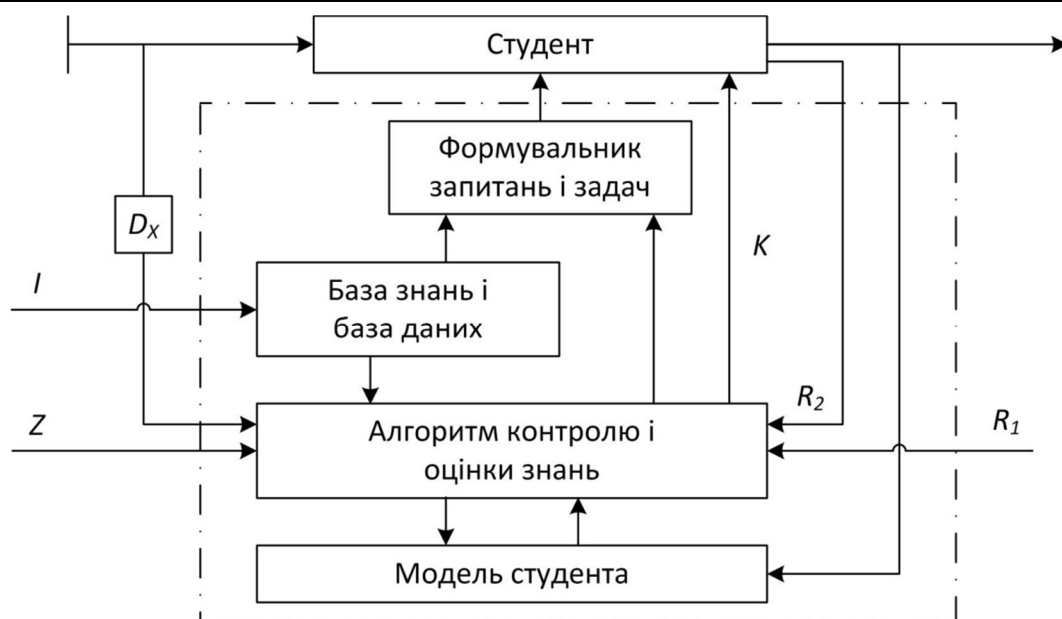 Студент
Формувальник
запитань і задач
D_X
K
I
База знань і
база даних
R_2
Z
R_1
Алгоритм контролю і
оцінки знань
Модель студента